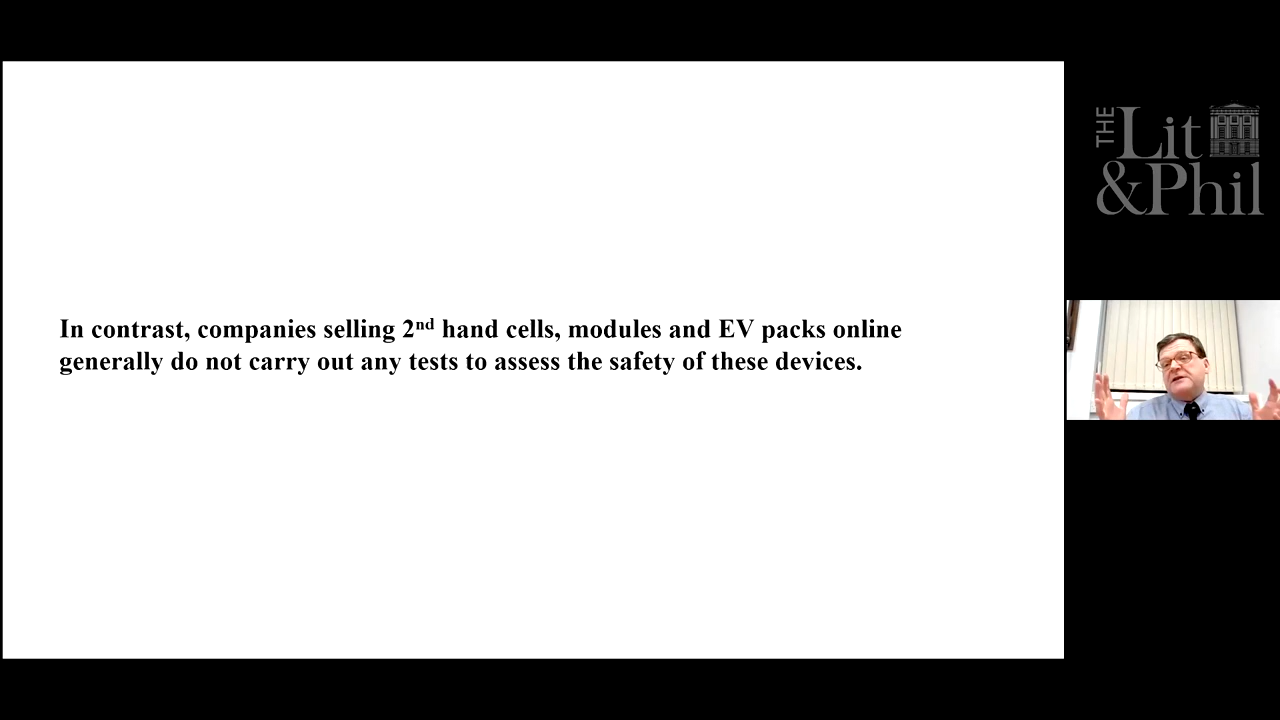 In contrast, companies selling 2nd hand cells, modules and EV packs online
generally do not carry out any tests to assess the safety of these devices.
THE Lit
&Phil